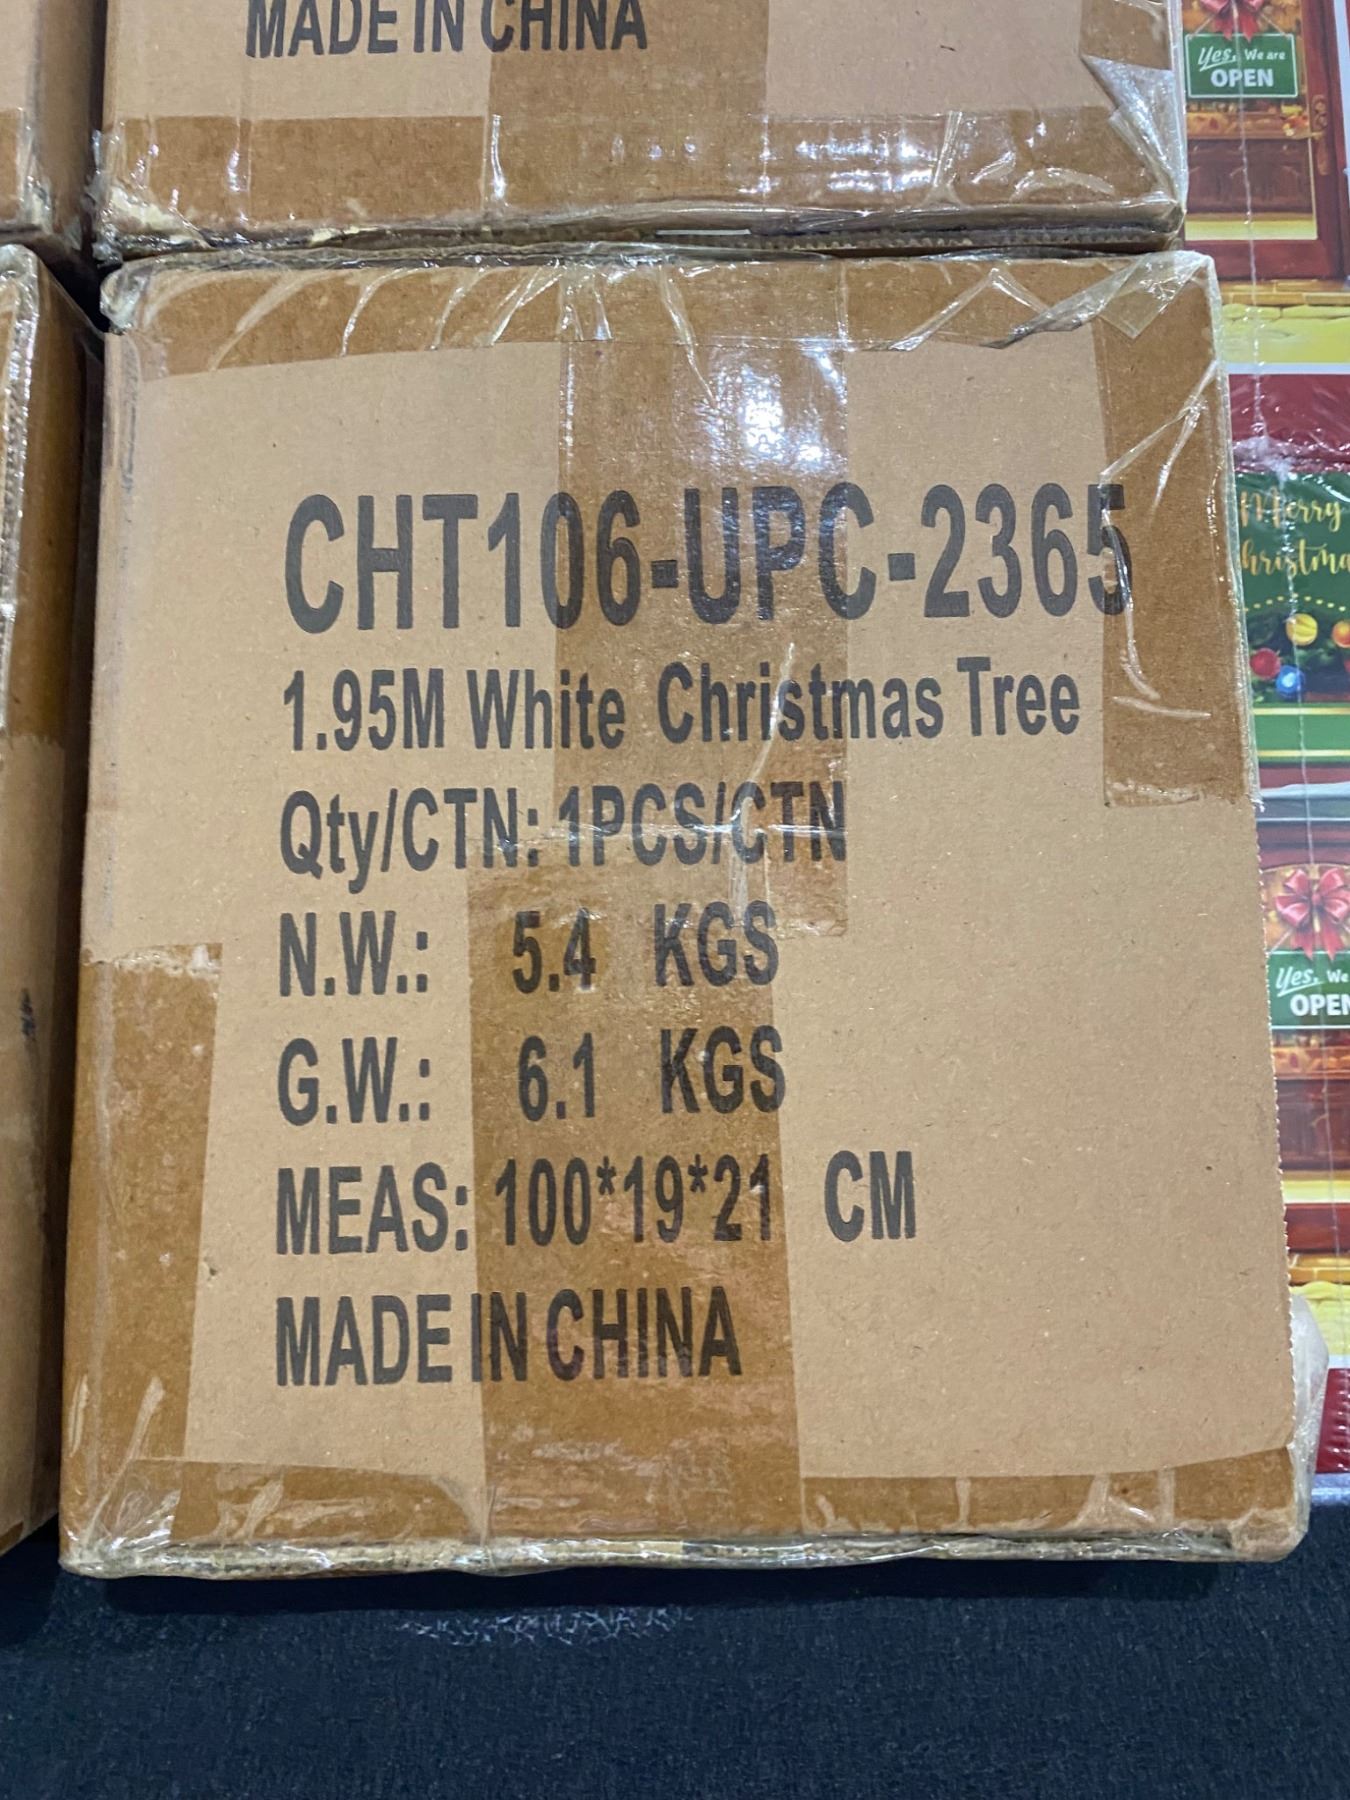 MADE IN CHINA
Yes, We are
OPEN
CHT106-UPC-2365
1.95M White Christmas Tree
Qty/CTN: 1PCS/CTN
N.W.: 5.4 KGS
G.W.: 6.1 KGS
MEAS: 100*19*21 CM
MADE IN CHINA
Merry
hristma
Yes, We
OPEN